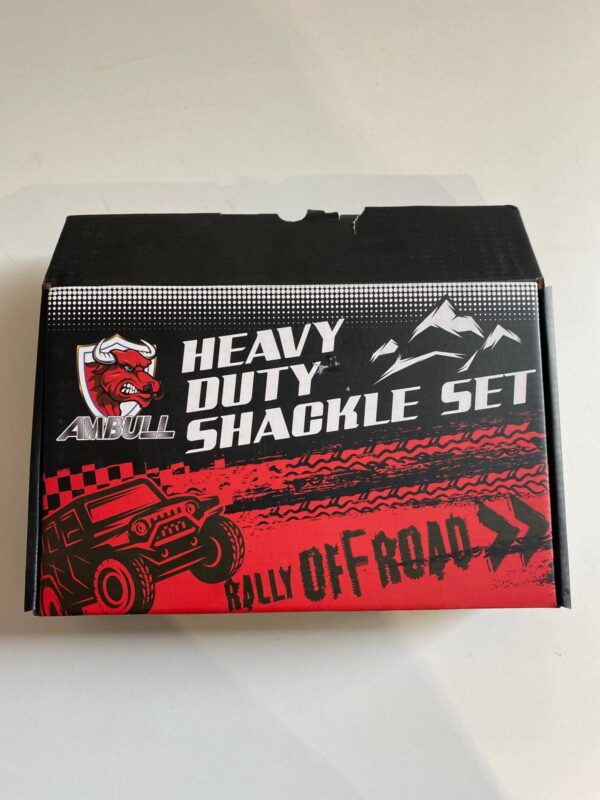 HEAVY
DUTY
SHACKLE SET
AMBULL
RALLY OFF ROAD